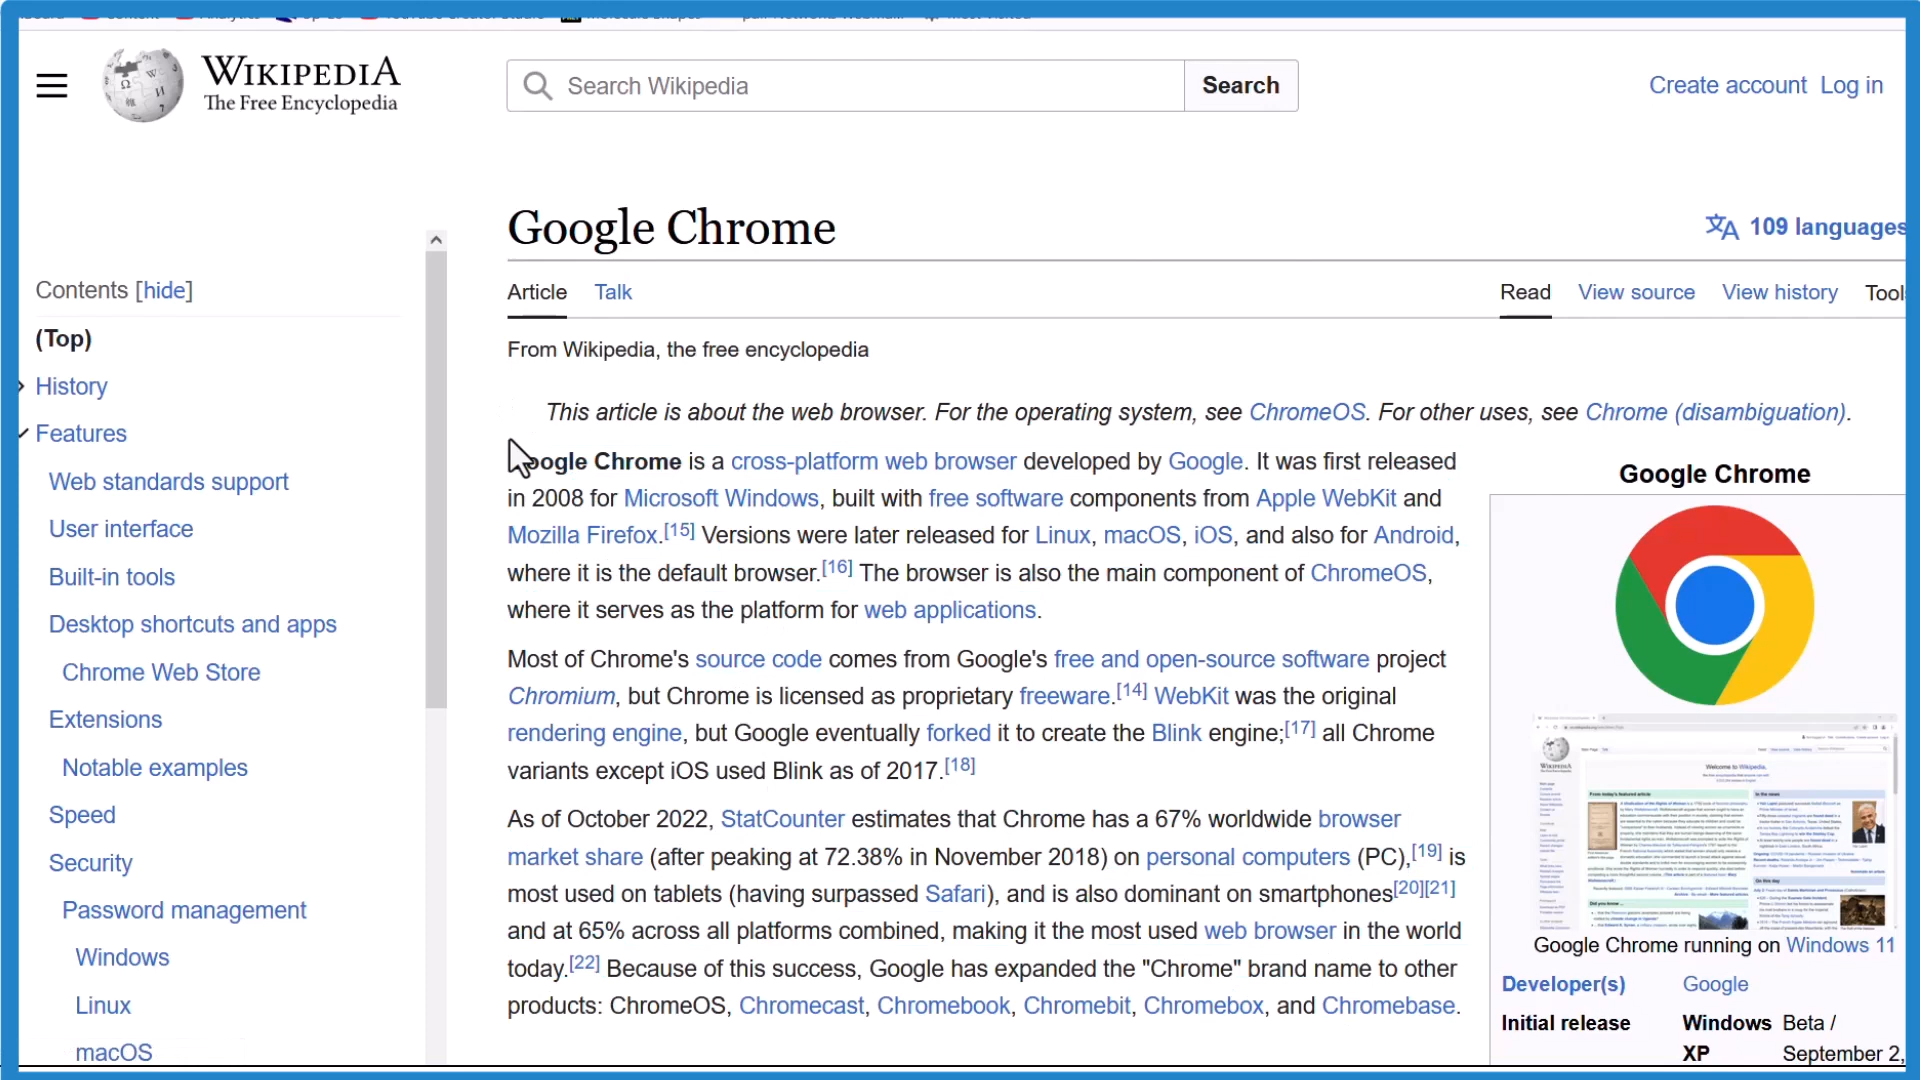 WIKIPEDIA
The Free Encyclopedia
Search Wikipedia
Search
Create account Log in
Google Chrome
109 languages
Contents [hide]
(Top)
History
Features
Web standards support
User interface
Built-in tools
Desktop shortcuts and apps
Chrome Web Store
Extensions
Notable examples
Speed
Security
Password management
Windows
Linux
macOS
Article Talk
Read View source View history
From Wikipedia, the free encyclopedia
This article is about the web browser. For the operating system, see ChromeOS. For other uses, see Chrome (disambiguation).
Google Chrome is a cross-platform web browser developed by Google. It was first released
in 2008 for Microsoft Windows, built with free software components from Apple WebKit and
Mozilla Firefox.[15] Versions were later released for Linux, macOS, iOS, and also for Android,
where it is the default browser.[16] The browser is also the main component of ChromeOS,
where it serves as the platform for web applications.
Most of Chrome's source code comes from Google's free and open-source software project
Chromium, but Chrome is licensed as proprietary freeware.[14] WebKit was the original
rendering engine, but Google eventually forked it to create the Blink engine;[17] all Chrome
variants except iOS used Blink as of 2017.[18]
As of October 2022, StatCounter estimates that Chrome has a 67% worldwide browser
market share (after peaking at 72.38% in November 2018) on personal computers (PC),[19] is
most used on tablets (having surpassed Safari), and is also dominant on smartphones[20][21]
and at 65% across all platforms combined, making it the most used web browser in the world
today.[22] Because of this success, Google has expanded the "Chrome" brand name to other
products: ChromeOS, Chromecast, Chromebook, Chromebit, Chromebox, and Chromebase.
Google Chrome
Google Chrome running on Windows 11
Developer(s) Google
Initial release Windows Beta /
XP September 2,